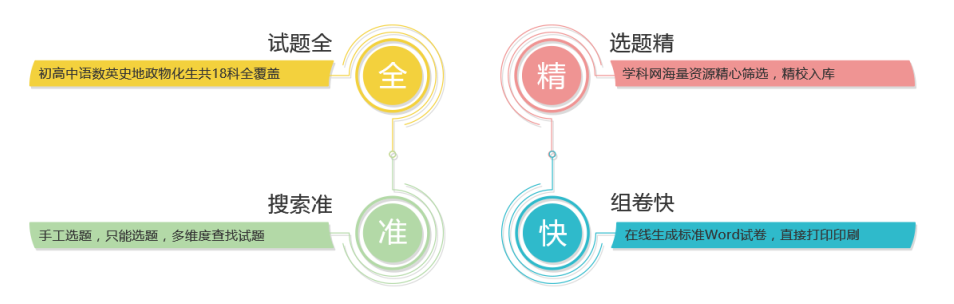 试题全
初高中语数英史地政物化生共18科全覆盖
全
选题精
学科网海量资源精心筛选，精校入库
精
搜索准
手工选题，只能选题，多维度查找试题
准
组卷快
在线生成标准Word试卷，直接打印印刷
快